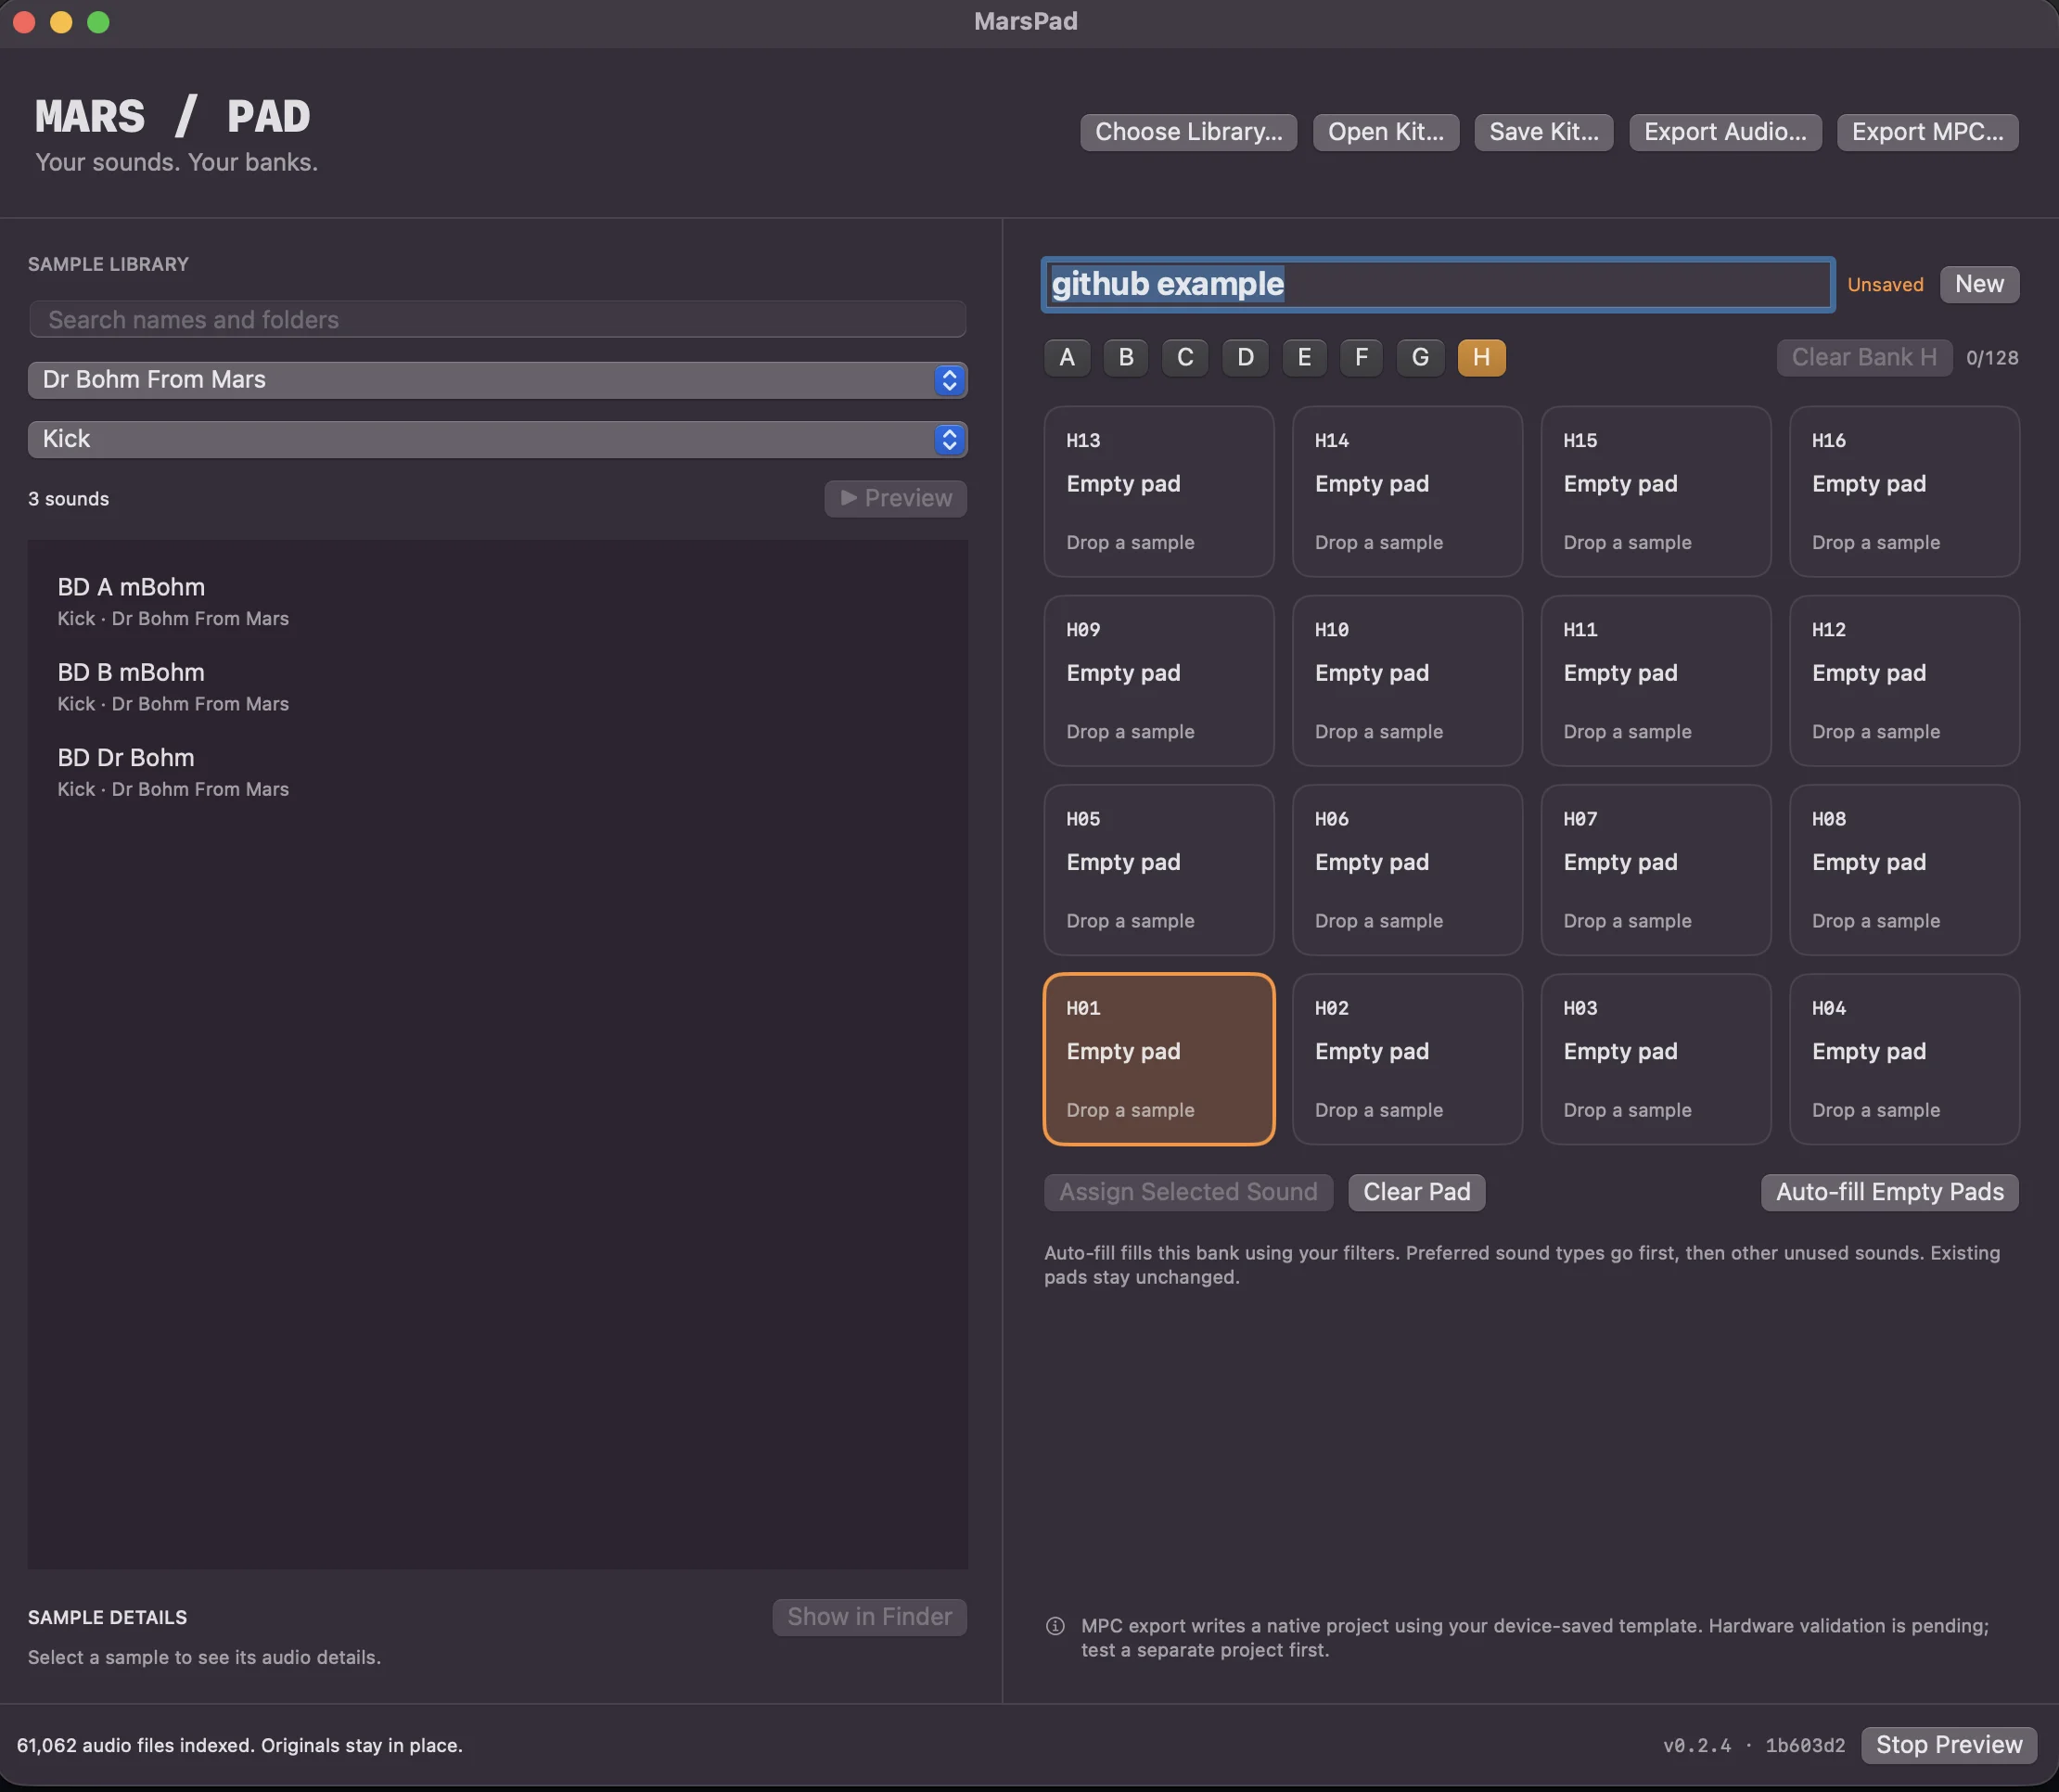 MarsPad
MARS / PAD
Your sounds. Your banks.
Choose Library...
Open Kit...
Save Kit...
Export Audio...
Export MPC...
SAMPLE LIBRARY
Search names and folders
Dr Bohm From Mars
Kick
3 sounds
Preview
BD A mBohm
Kick · Dr Bohm From Mars
BD B mBohm
Kick · Dr Bohm From Mars
BD Dr Bohm
Kick · Dr Bohm From Mars
SAMPLE DETAILS
Show in Finder
Select a sample to see its audio details.
github example
Unsaved
New
A B C D E F G H
Clear Bank H
0/128
H13 H14 H15 H16
Empty pad Empty pad Empty pad Empty pad
Drop a sample Drop a sample Drop a sample Drop a sample
H09 H10 H11 H12
Empty pad Empty pad Empty pad Empty pad
Drop a sample Drop a sample Drop a sample Drop a sample
H05 H06 H07 H08
Empty pad Empty pad Empty pad Empty pad
Drop a sample Drop a sample Drop a sample Drop a sample
H01 H02 H03 H04
Empty pad Empty pad Empty pad Empty pad
Drop a sample Drop a sample Drop a sample Drop a sample
Assign Selected Sound
Clear Pad
Auto-fill Empty Pads
Auto-fill fills this bank using your filters. Preferred sound types go first, then other unused sounds. Existing
pads stay unchanged.
MPC export writes a native project using your device-saved template. Hardware validation is pending;
test a separate project first.
61,062 audio files indexed. Originals stay in place.
v0.2.4 · 1b603d2
Stop Preview